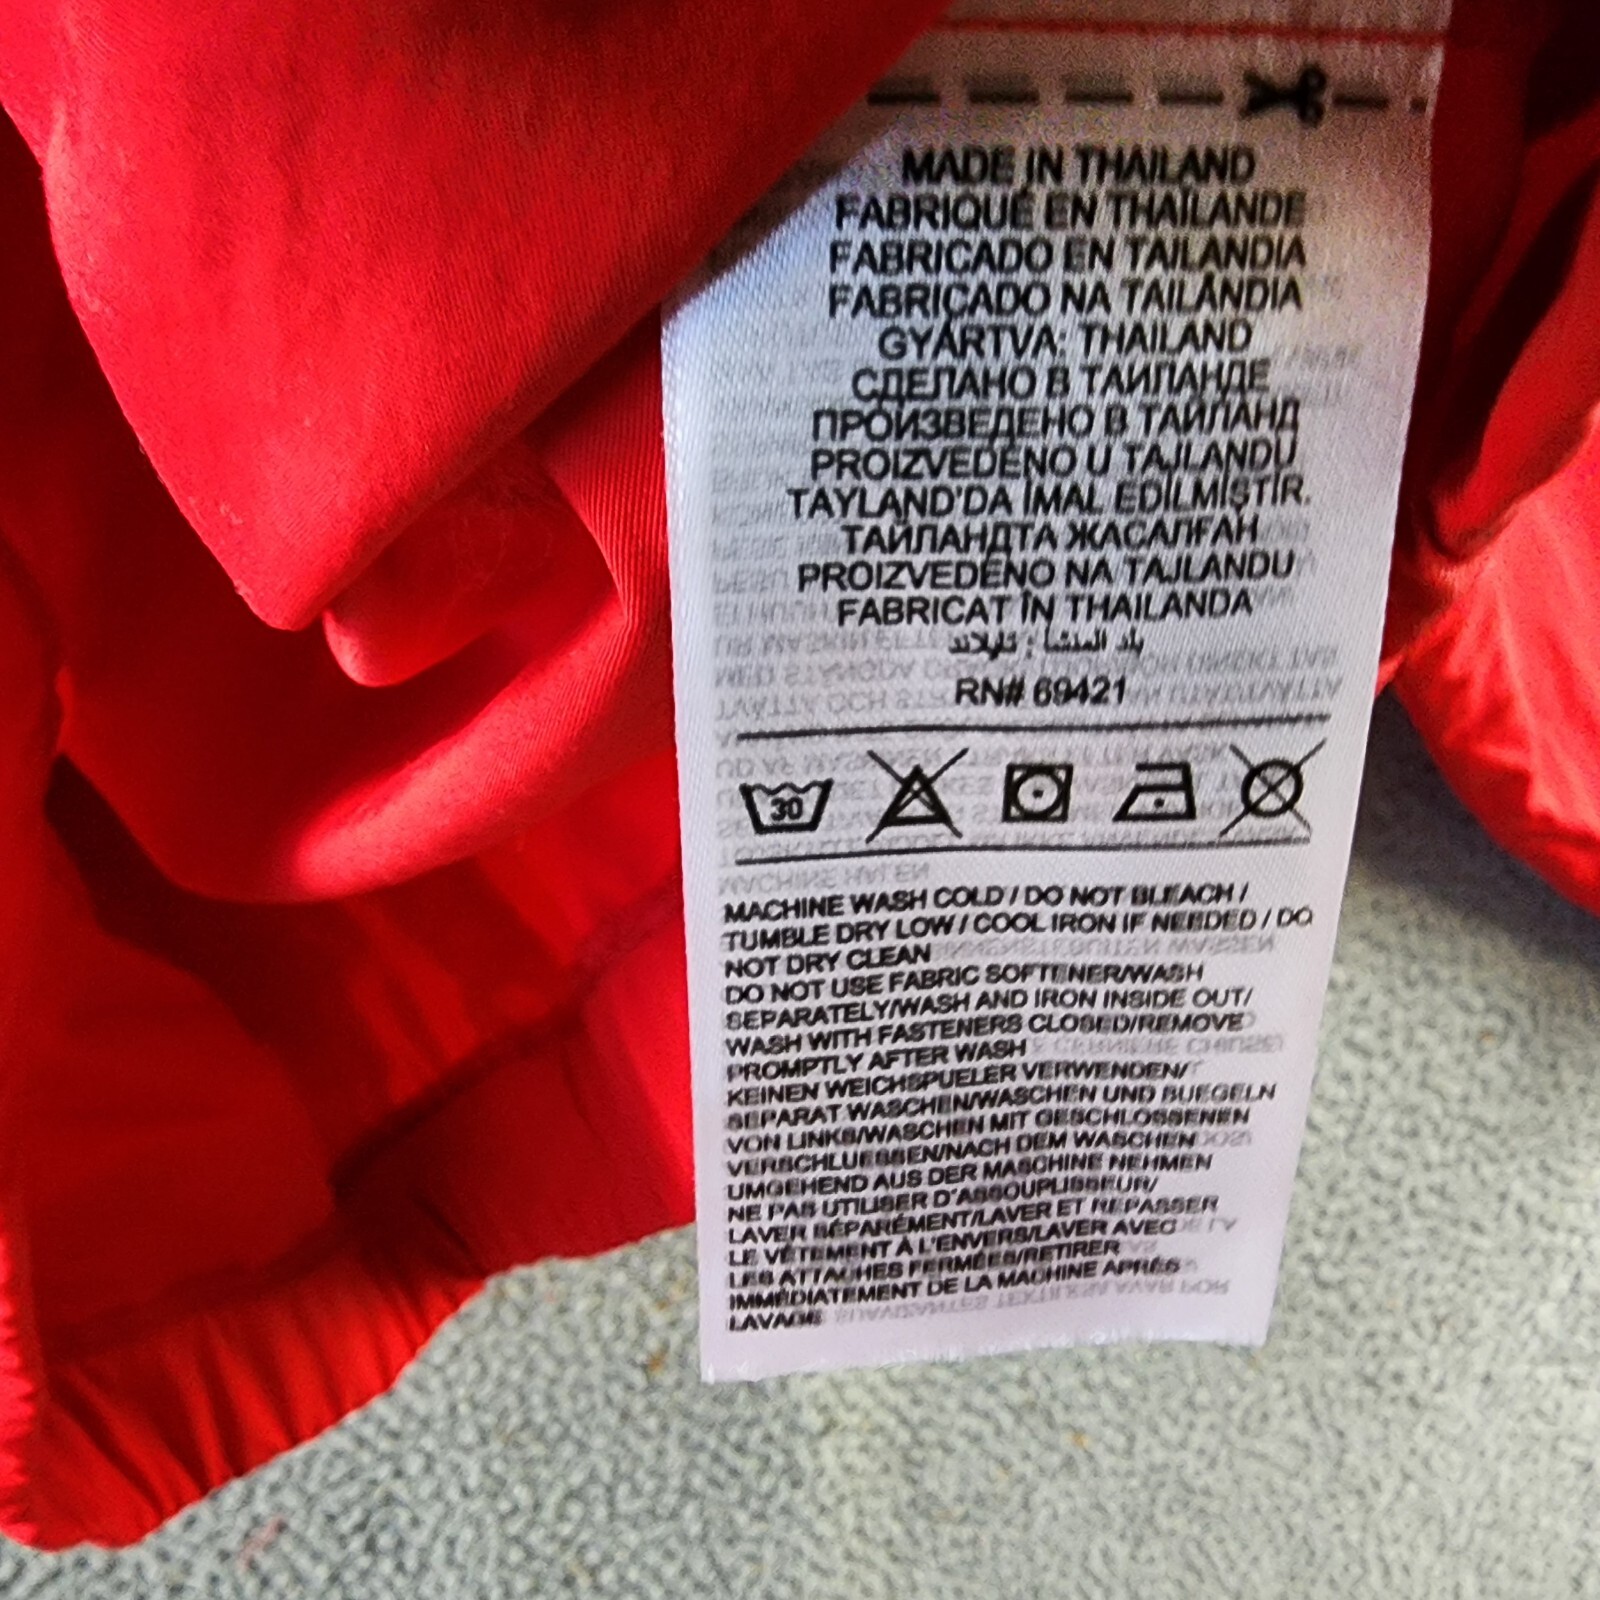 MADE IN THAILAND
FABRIQUÉ EN THAÏLANDE
FABRICADO EN TAILANDIA
FABRICADO NA TAILÂNDIA
GYÁRTVA: THAILAND
СДЕЛАНО В ТАИЛАНДЕ
ПРОИЗВЕДЕНО В ТАЙЛАНД
PROIZVEDENO U TAJLANDU
TAYLAND'DA İMAL EDİLMİŞTİR.
ТАЙЛАНДТА ЖАСАЛҒАН
PROIZVEDENO NA TAJLANDU
FABRICAT ÎN THAILANDA
بلد المنشأ : تايلاند
RN# 69421
30
MACHINE WASH COLD / DO NOT BLEACH /
TUMBLE DRY LOW / COOL IRON IF NEEDED / DO
NOT DRY CLEAN
DO NOT USE FABRIC SOFTENER/WASH
SEPARATELY/WASH AND IRON INSIDE OUT/
WASH WITH FASTENERS CLOSED/REMOVE
PROMPTLY AFTER WASH
KEINEN WEICHSPUELER VERWENDEN/
SEPARAT WASCHEN/WASCHEN UND BUEGELN
VON LINKS/WASCHEN MIT GESCHLOSSENEN
VERSCHLUESSEN/NACH DEM WASCHEN
UMGEHEND AUS DER MASCHINE NEHMEN
NE PAS UTILISER D'ASSOUPLISSEUR/
LAVER SÉPARÉMENT/LAVER ET REPASSER
LE VÊTEMENT À L'ENVERS/LAVER AVEC
LES ATTACHES FERMÉES/RETIRER
IMMÉDIATEMENT DE LA MACHINE APRÈS
LAVAGE